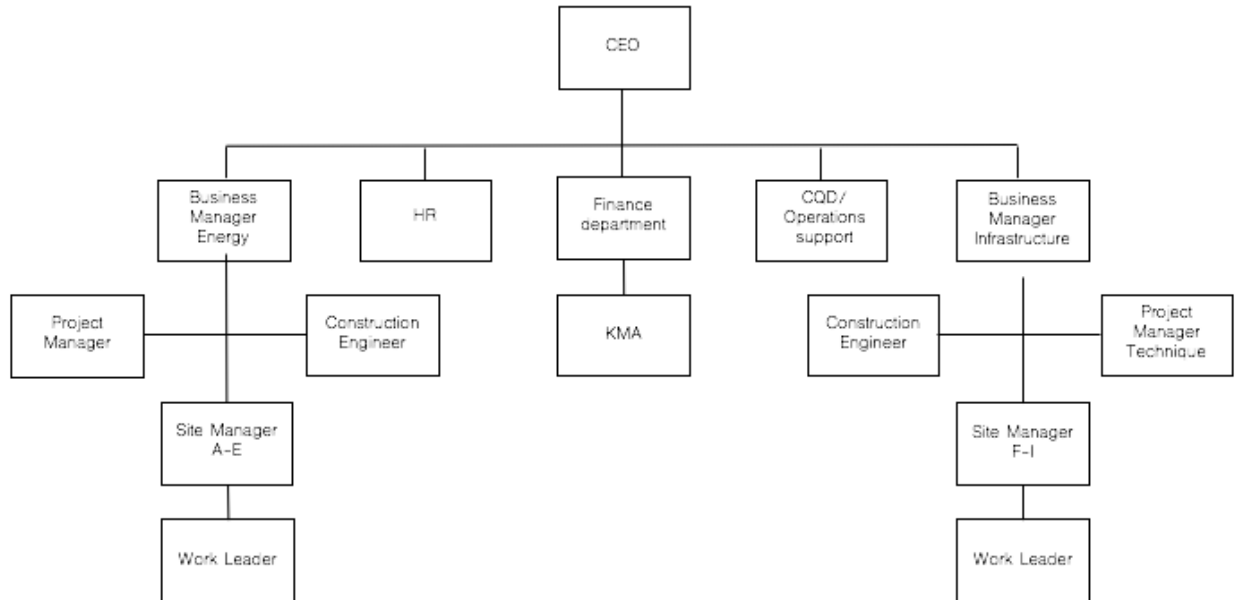 CEO
Business
Manager
Energy
HR
Finance
department
CQD/
Operations
support
Business
Manager
Infrastructure
Project
Manager
Construction
Engineer
KMA
Construction
Engineer
Project
Manager
Technique
Site Manager
A-E
Site Manager
F-I
Work Leader
Work Leader